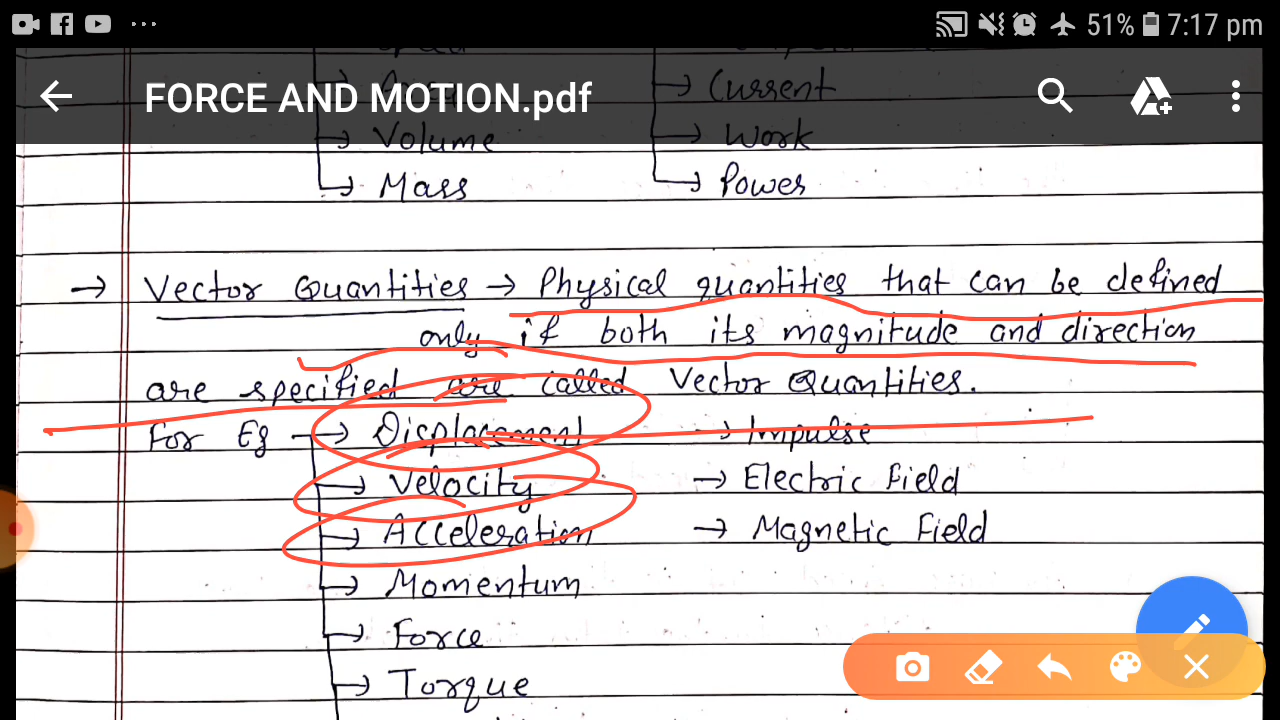 51% 7:17 pm
FORCE AND MOTION.pdf
→ Current
→ Volume → Work
→ Mass → Power
→ Vector Quantities → Physical quantities that can be defined
only if both its magnitude and direction
are specified are called Vector Quantities.
For Eg → Displacement → Impulse
→ Velocity → Electric Field
→ Acceleration → Magnetic Field
→ Momentum
→ Force
→ Torque